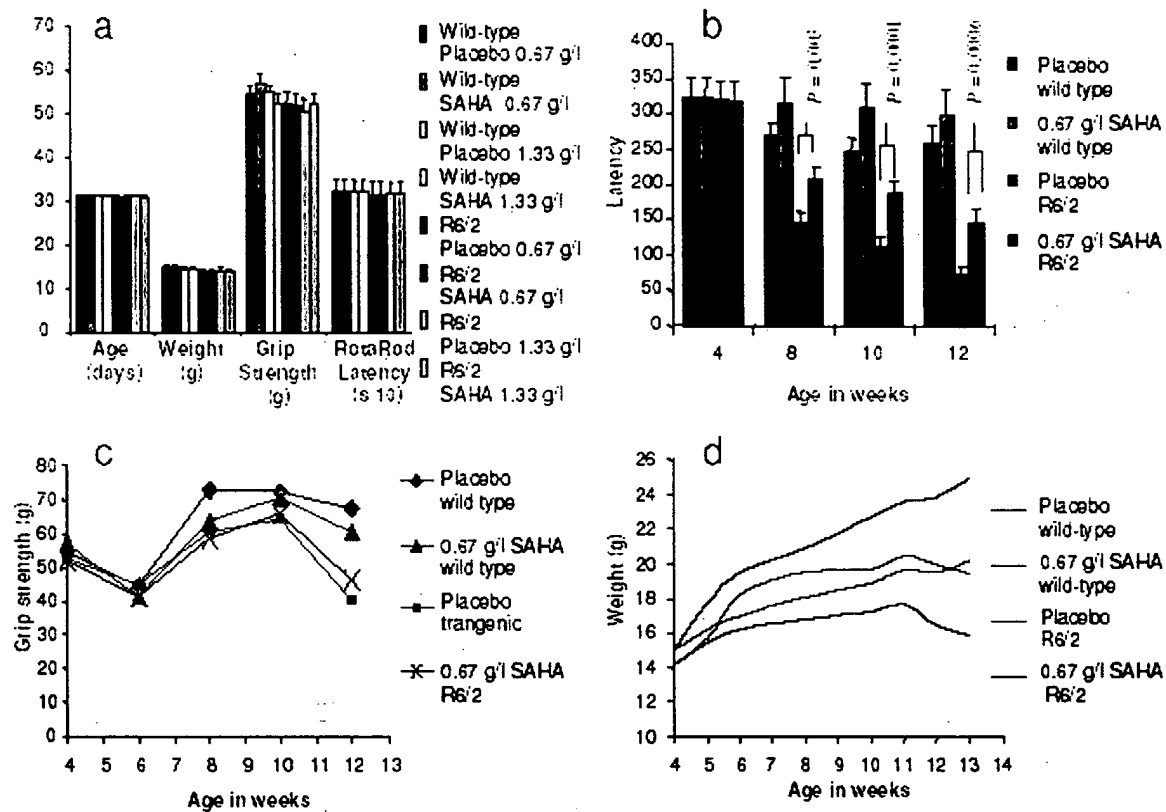 a
70
60
50
40
30
20
10
0
Age
(days)
Weight
(g)
Grip
Strength
(g)
RotaRod
Latency
(s 10)
Wild-type
Placebo 0.67 g/l
Wild-type
SAHA 0.67 g/l
Wild-type
Placebo 1.33 g/l
Wild-type
SAHA 1.33 g/l
R6/2
Placebo 0.67 g/l
R6/2
SAHA 0.67 g/l
R6/2
Placebo 1.33 g/l
R6/2
SAHA 1.33 g/l
b
Latency
400
350
300
250
200
150
100
50
0
P =
P =
P =
4
8
10
12
Age in weeks
Placebo
wild type
0.67 g/l SAHA
wild type
Placebo
R6/2
0.67 g/l SAHA
R6/2
c
Grip strength (g)
80
70
60
50
40
30
20
10
0
4 5 6 7 8 9 10 11 12 13
Age in weeks
Placebo
wild type
0.67 g/l SAHA
wild type
Placebo
trangenic
0.67 g/l SAHA
R6/2
d
Weight (g)
26
24
22
20
18
16
14
12
10
4 5 6 7 8 9 10 11 12 13 14
Age in weeks
Placebo
wild-type
0.67 g/l SAHA
wild-type
Placebo
R6/2
0.67 g/l SAHA
R6/2